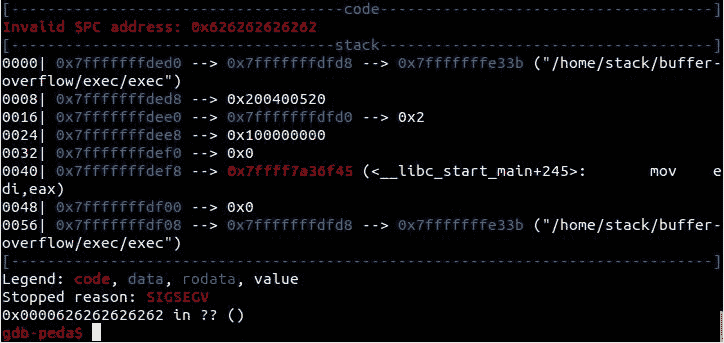 [-------------------------------------code-------------------------------------]
Invalid $PC address: 0x626262626262
[------------------------------------stack-------------------------------------]
0000| 0x7fffffffded0 --> 0x7fffffffdfd8 --> 0x7fffffffe33b ("/home/stack/buffer-
overflow/exec/exec")
0008| 0x7fffffffded8 --> 0x200400520
0016| 0x7fffffffdee0 --> 0x7fffffffdfd0 --> 0x2
0024| 0x7fffffffdee8 --> 0x100000000
0032| 0x7fffffffdef0 --> 0x0
0040| 0x7fffffffdef8 --> 0x7ffff7a36f45 (<__libc_start_main+245>:      mov    e
di,eax)
0048| 0x7fffffffdf00 --> 0x0
0056| 0x7fffffffdf08 --> 0x7fffffffdfd8 --> 0x7fffffffe33b ("/home/stack/buffer-
overflow/exec/exec")
[------------------------------------------------------------------------------]
Legend: code, data, rodata, value
Stopped reason: SIGSEGV
0x0000626262626262 in ?? ()
gdb-peda$